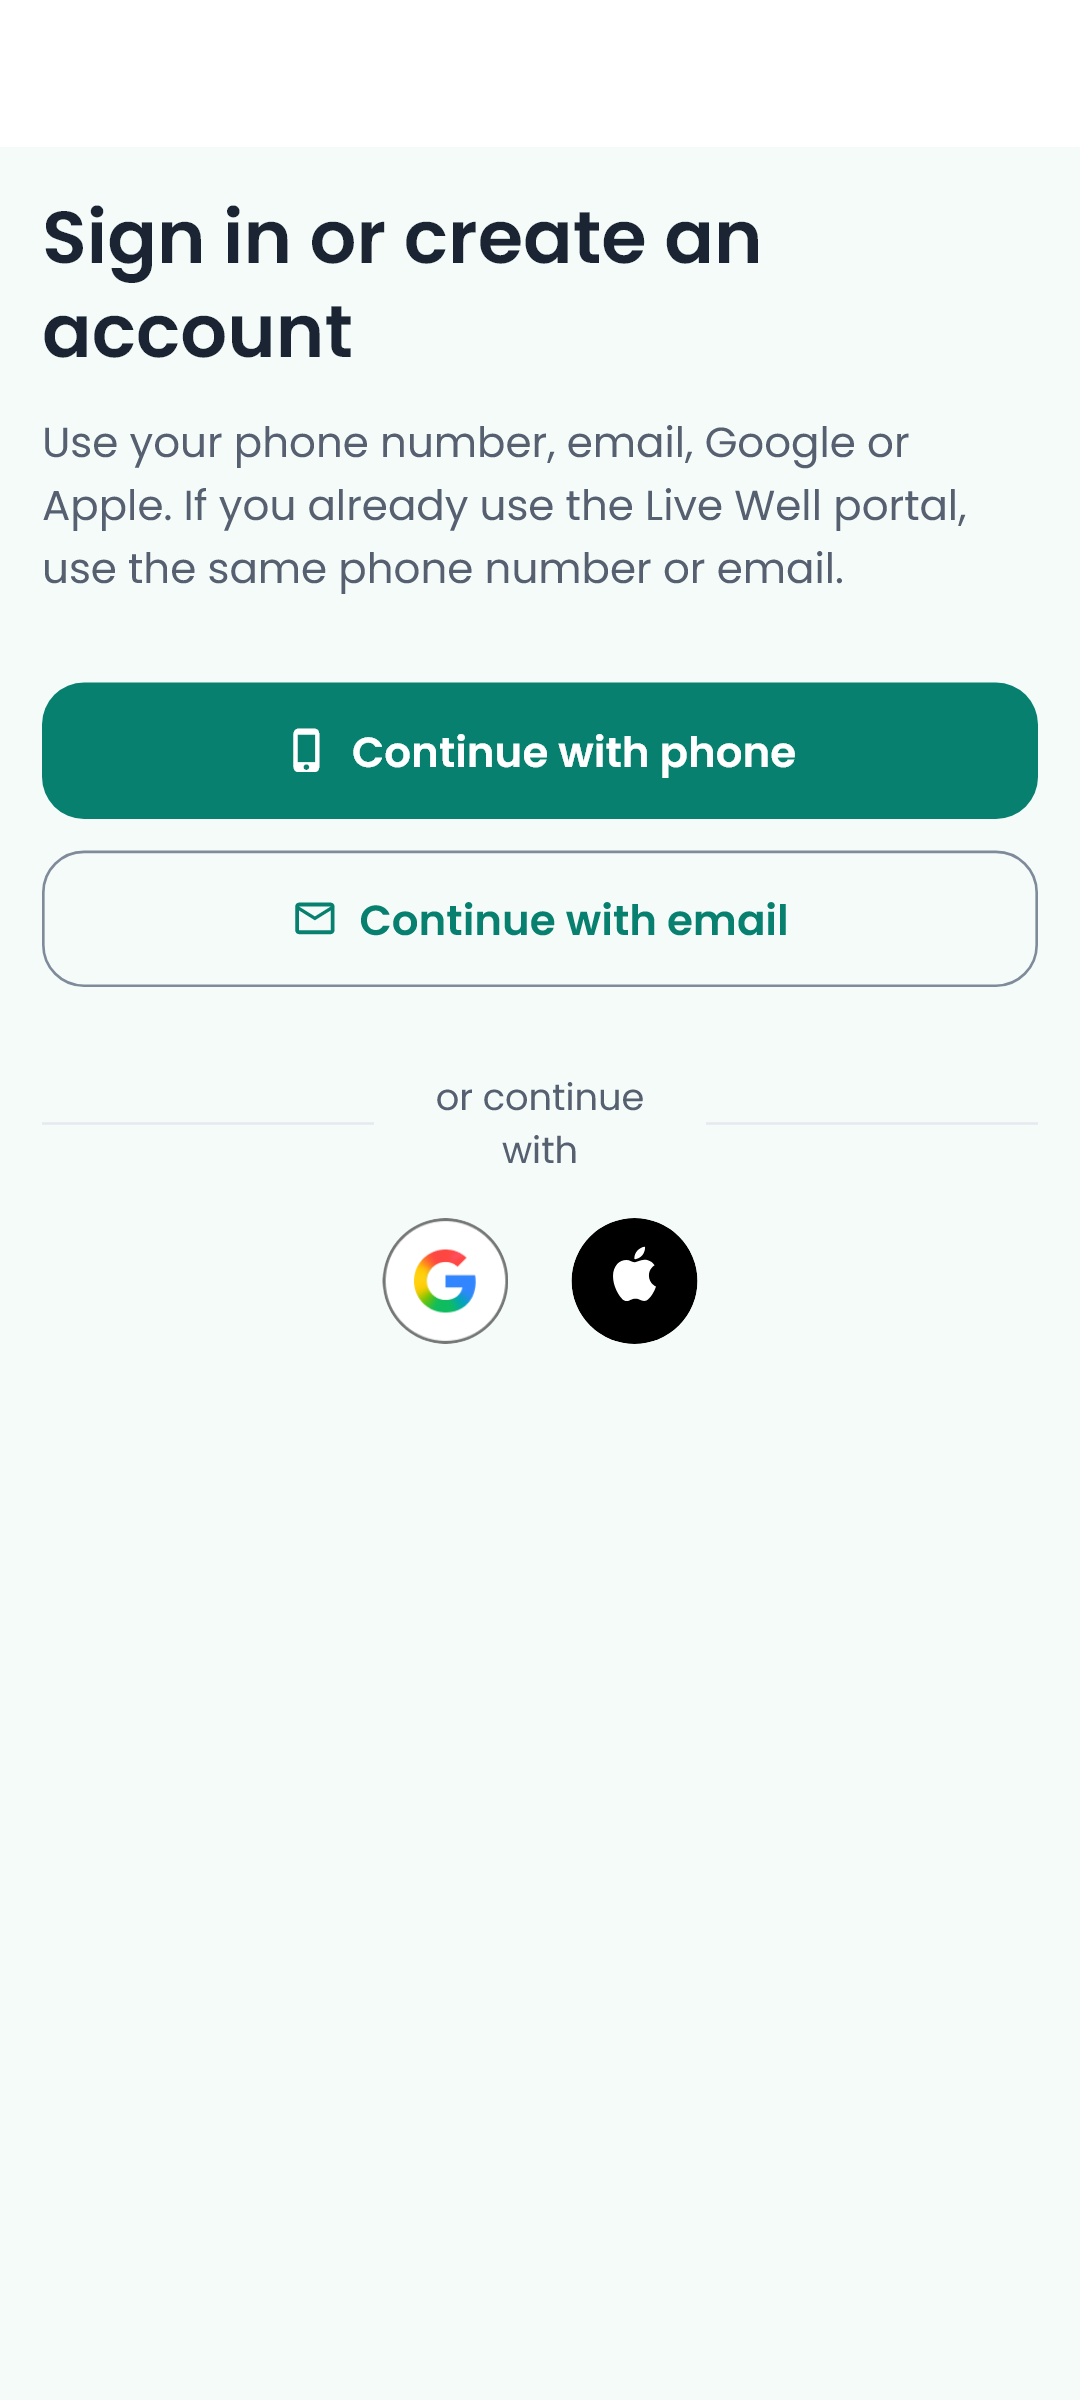 Sign in or create an
account
Use your phone number, email, Google or
Apple. If you already use the Live Well portal,
use the same phone number or email.
Continue with phone
Continue with email
or continue
with